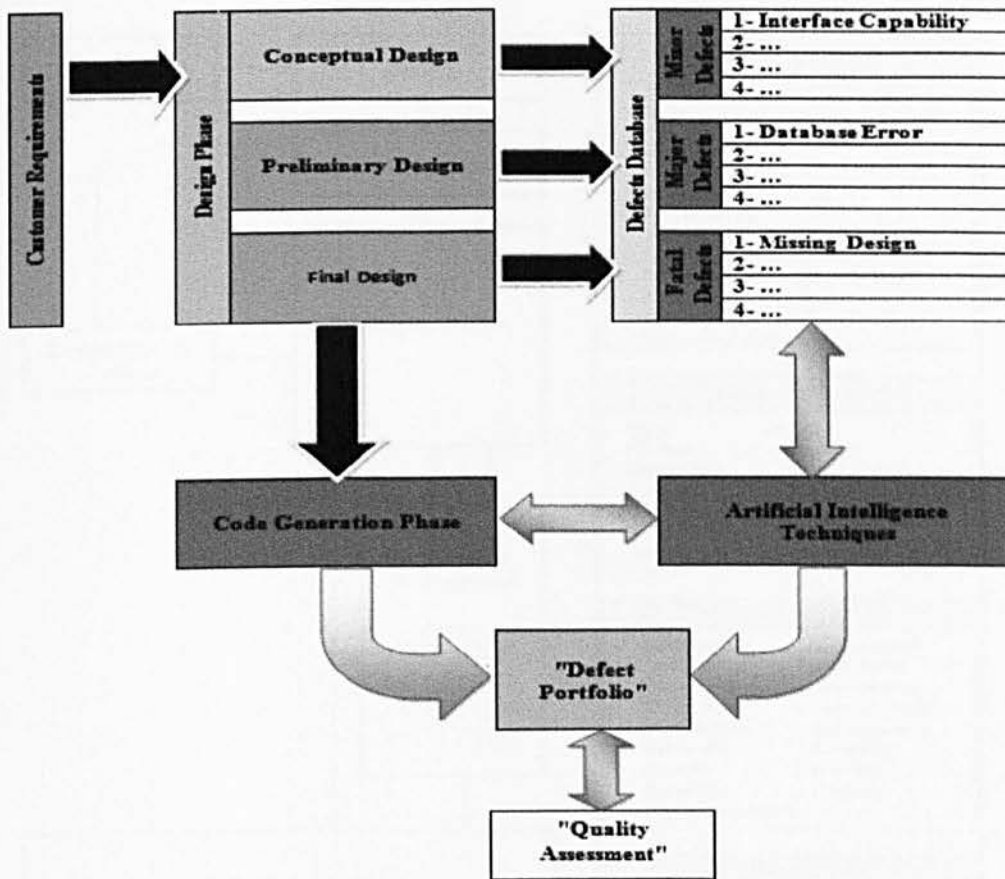 Customer Requirements
Design Phase
Conceptual Design
Preliminary Design
Final Design
Defects Database
Minor
Defects
1- Interface Capability
2- ...
3- ...
4- ...
Major
Defects
1- Database Error
2- ...
3- ...
4- ...
Fatal
Defects
1- Missing Design
2- ...
3- ...
4- ...
Code Generation Phase
Artificial Intelligence
Techniques
"Defect
Portfolio"
"Quality
Assessment"